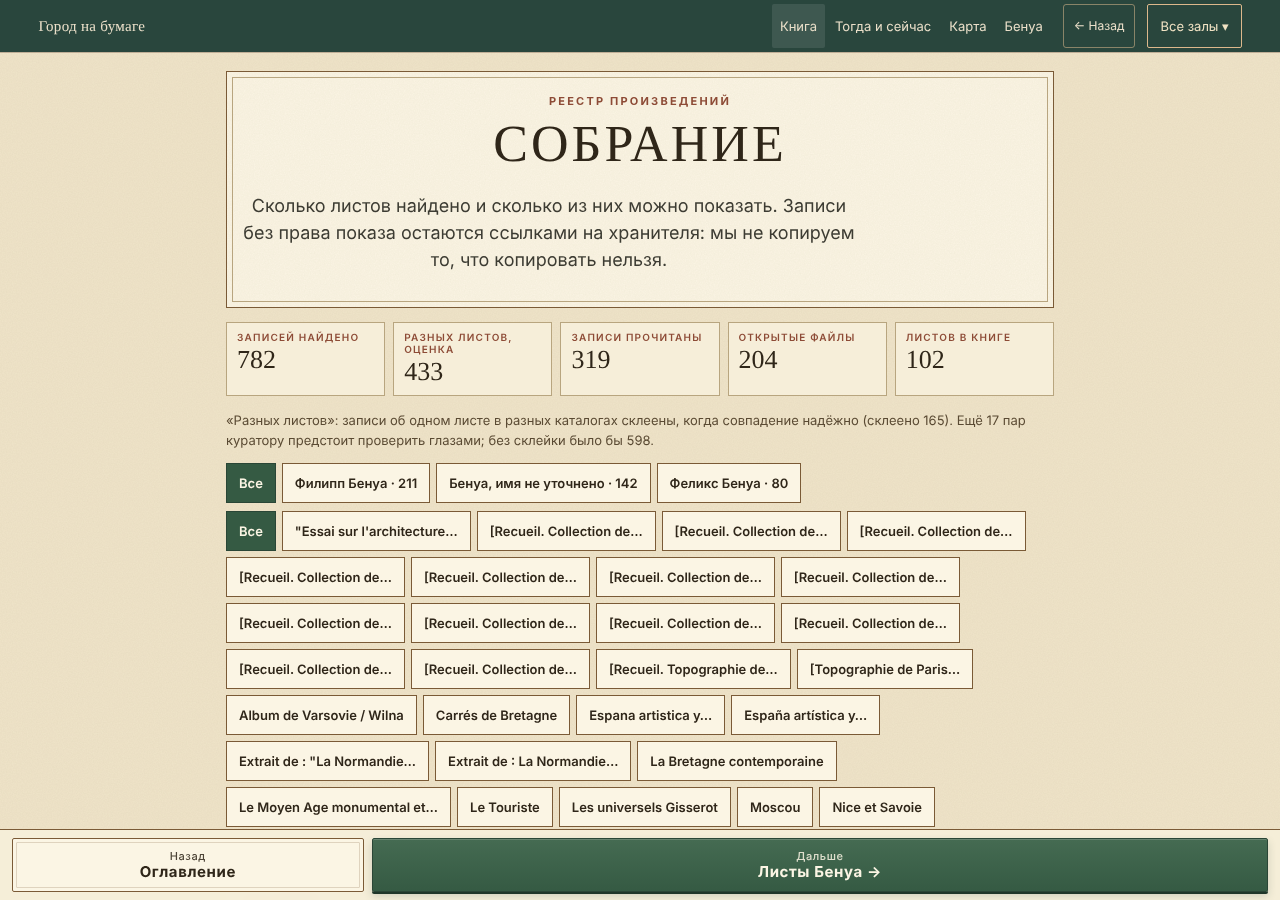 Город на бумаге
Книга Тогда и сейчас Карта Бенуа ← Назад Все залы ▾
РЕЕСТР ПРОИЗВЕДЕНИЙ
СОБРАНИЕ
Сколько листов найдено и сколько из них можно показать. Записи
без права показа остаются ссылками на хранителя: мы не копируем
то, что копировать нельзя.
ЗАПИСЕЙ НАЙДЕНО
782
РАЗНЫХ ЛИСТОВ,
ОЦЕНКА
433
ЗАПИСИ ПРОЧИТАНЫ
319
ОТКРЫТЫЕ ФАЙЛЫ
204
ЛИСТОВ В КНИГЕ
102
«Разных листов»: записи об одном листе в разных каталогах склеены, когда совпадение надёжно (склеено 165). Ещё 17 пар
куратору предстоит проверить глазами; без склейки было бы 598.
Все Филипп Бенуа · 211 Бенуа, имя не уточнено · 142 Феликс Бенуа · 80
Все "Essai sur l'architecture… [Recueil. Collection de… [Recueil. Collection de… [Recueil. Collection de…
[Recueil. Collection de… [Recueil. Collection de… [Recueil. Collection de… [Recueil. Collection de…
[Recueil. Collection de… [Recueil. Collection de… [Recueil. Collection de… [Recueil. Collection de…
[Recueil. Collection de… [Recueil. Collection de… [Recueil. Topographie de… [Topographie de Paris…
Album de Varsovie / Wilna Carrés de Bretagne Espana artistica y… España artística y…
Extrait de : "La Normandie… Extrait de : La Normandie… La Bretagne contemporaine
Le Moyen Age monumental et… Le Touriste Les universels Gisserot Moscou Nice et Savoie
Назад
Оглавление
Дальше
Листы Бенуа →